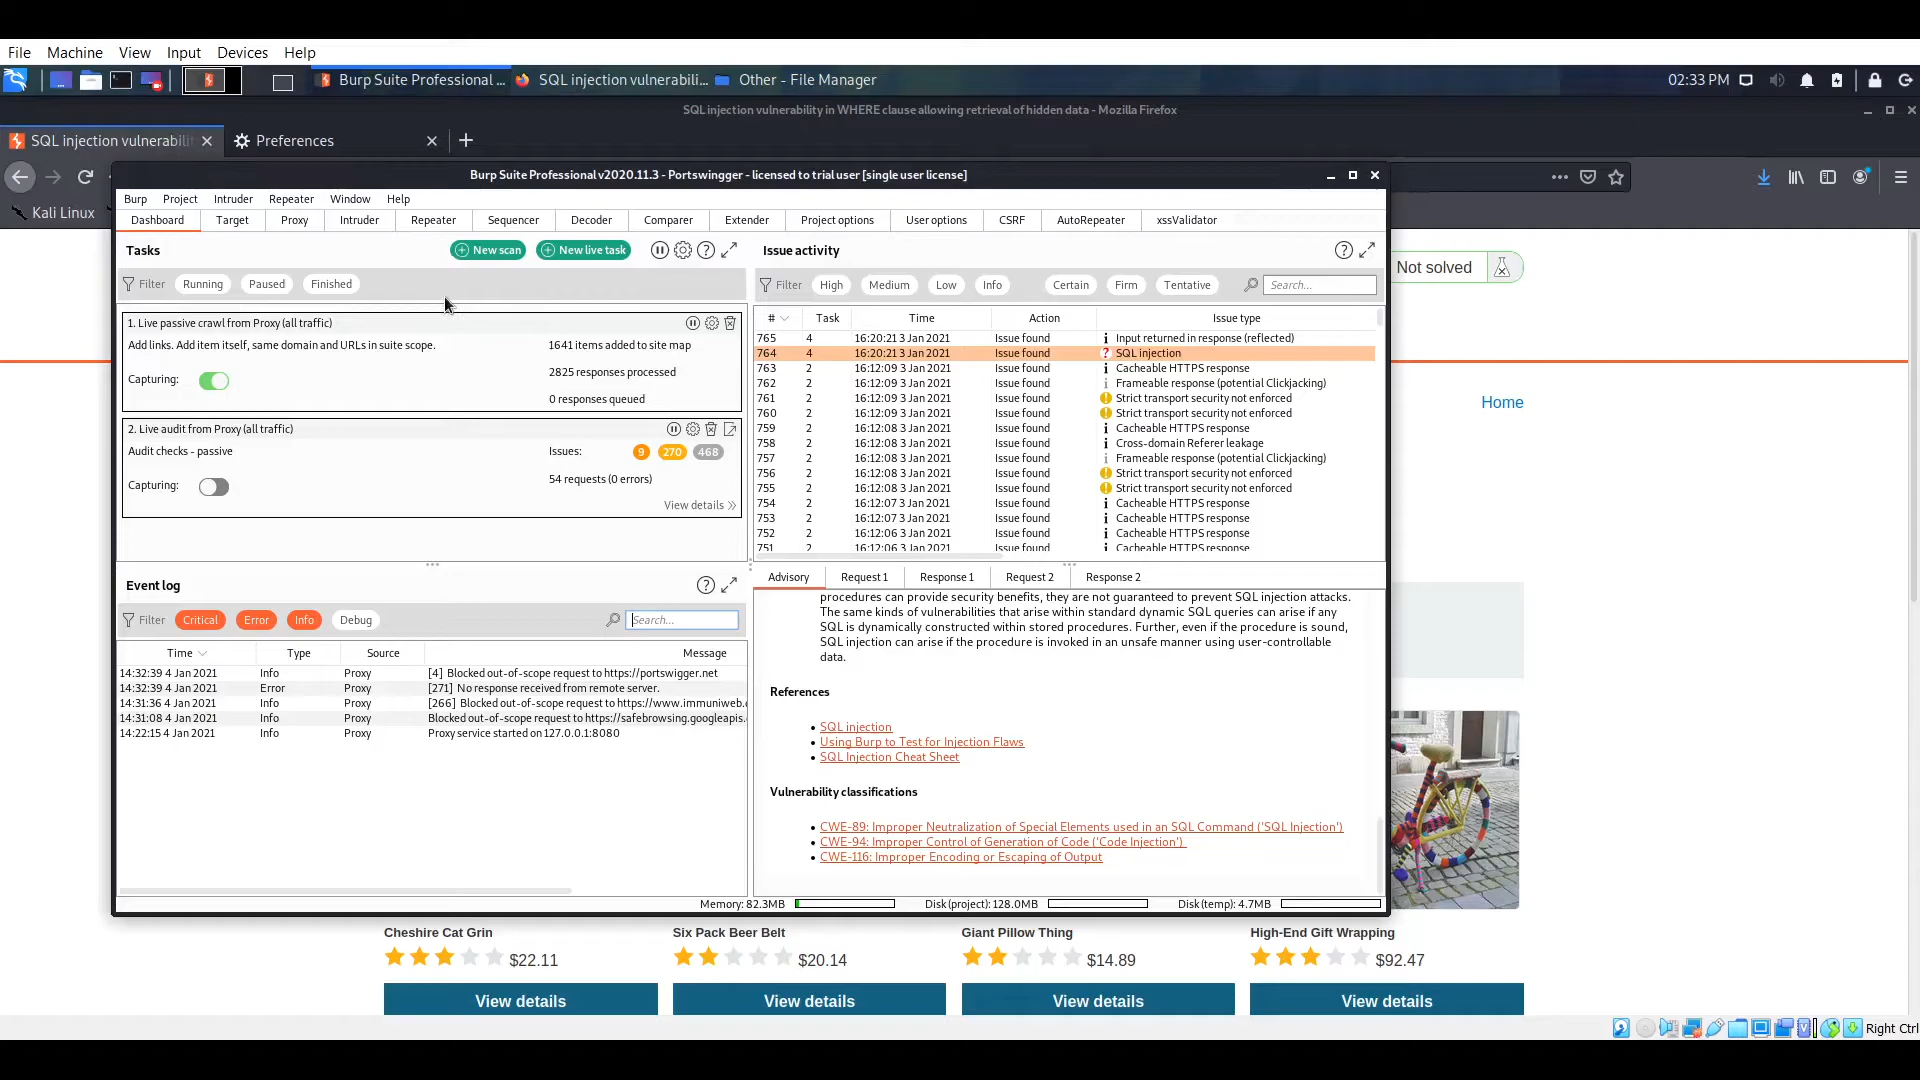 File Machine View Input Devices Help
Burp Suite Professional ... SQL injection vulnerabili... Other - File Manager 02:33 PM
SQL injection vulnerability in WHERE clause allowing retrieval of hidden data - Mozilla Firefox
SQL injection vulnerabili Preferences
Burp Suite Professional v2020.11.3 - Portswingger - licensed to trial user [single user license]
Burp Project Intruder Repeater Window Help
Kali Linux
Dashboard Target Proxy Intruder Repeater Sequencer Decoder Comparer Extender Project options User options CSRF AutoRepeater xssValidator
Tasks New scan New live task
Filter Running Paused Finished
1. Live passive crawl from Proxy (all traffic)
Add links. Add item itself, same domain and URLs in suite scope. 1641 items added to site map
2825 responses processed
Capturing:
0 responses queued
2. Live audit from Proxy (all traffic)
Audit checks - passive Issues: 9 270 468
54 requests (0 errors)
Capturing:
View details
Issue activity
Filter High Medium Low Info Certain Firm Tentative Search...
# Task Time Action Issue type
765 4 16:20:21 3 Jan 2021 Issue found Input returned in response (reflected)
764 4 16:20:21 3 Jan 2021 Issue found SQL injection
763 2 16:12:09 3 Jan 2021 Issue found Cacheable HTTPS response
762 2 16:12:09 3 Jan 2021 Issue found Frameable response (potential Clickjacking)
761 2 16:12:09 3 Jan 2021 Issue found Strict transport security not enforced
760 2 16:12:09 3 Jan 2021 Issue found Strict transport security not enforced
759 2 16:12:08 3 Jan 2021 Issue found Cacheable HTTPS response
758 2 16:12:08 3 Jan 2021 Issue found Cross-domain Referer leakage
757 2 16:12:08 3 Jan 2021 Issue found Frameable response (potential Clickjacking)
756 2 16:12:08 3 Jan 2021 Issue found Strict transport security not enforced
755 2 16:12:08 3 Jan 2021 Issue found Strict transport security not enforced
754 2 16:12:07 3 Jan 2021 Issue found Cacheable HTTPS response
753 2 16:12:07 3 Jan 2021 Issue found Cacheable HTTPS response
752 2 16:12:06 3 Jan 2021 Issue found Cacheable HTTPS response
751 2 16:12:06 3 Jan 2021 Issue found Cacheable HTTPS response
Event log
Filter Critical Error Info Debug Search...
Time Type Source Message
14:32:39 4 Jan 2021 Info Proxy [4] Blocked out-of-scope request to https://portswigger.net
14:32:39 4 Jan 2021 Error Proxy [271] No response received from remote server.
14:31:36 4 Jan 2021 Info Proxy [266] Blocked out-of-scope request to https://www.immuniweb.
14:31:08 4 Jan 2021 Info Proxy Blocked out-of-scope request to https://safebrowsing.googleapis.
14:22:15 4 Jan 2021 Info Proxy Proxy service started on 127.0.0.1:8080
Advisory Request 1 Response 1 Request 2 Response 2
procedures can provide security benefits, they are not guaranteed to prevent SQL injection attacks.
The same kinds of vulnerabilities that arise within standard dynamic SQL queries can arise if any
SQL is dynamically constructed within stored procedures. Further, even if the procedure is sound,
SQL injection can arise if the procedure is invoked in an unsafe manner using user-controllable
data.
References
• SQL injection
• Using Burp to Test for Injection Flaws
• SQL Injection Cheat Sheet
Vulnerability classifications
• CWE-89: Improper Neutralization of Special Elements used in an SQL Command ('SQL Injection')
• CWE-94: Improper Control of Generation of Code ('Code Injection')
• CWE-116: Improper Encoding or Escaping of Output
Memory: 82.3MB Disk (project): 128.0MB Disk (temp): 4.7MB
Not solved
Home
Cheshire Cat Grin Six Pack Beer Belt Giant Pillow Thing High-End Gift Wrapping
$22.11 $20.14 $14.89 $92.47
View details View details View details View details
Right Ctrl